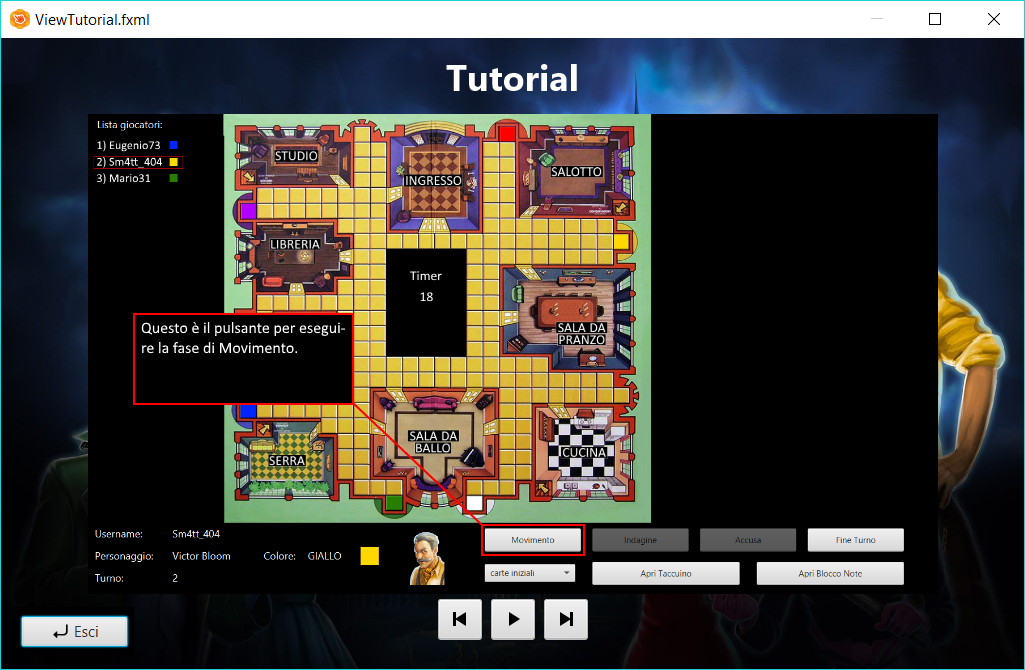 ViewTutorial.fxml
Tutorial
Lista giocatori:
1) Eugenio73
2) Sm4tt_404
3) Mario31
STUDIO
INGRESSO
SALOTTO
LIBRERIA
Timer
18
SALA DA
PRANZO
Questo è il pulsante per esegui-
re la fase di Movimento.
SALA DA
BALLO
CUCINA
SERRA
Username: Sm4tt_404
Personaggio: Victor Bloom Colore: GIALLO
Turno: 2
Movimento Indagine Accusa Fine Turno
carte iniziali Apri Taccuino Apri Blocco Note
Esci